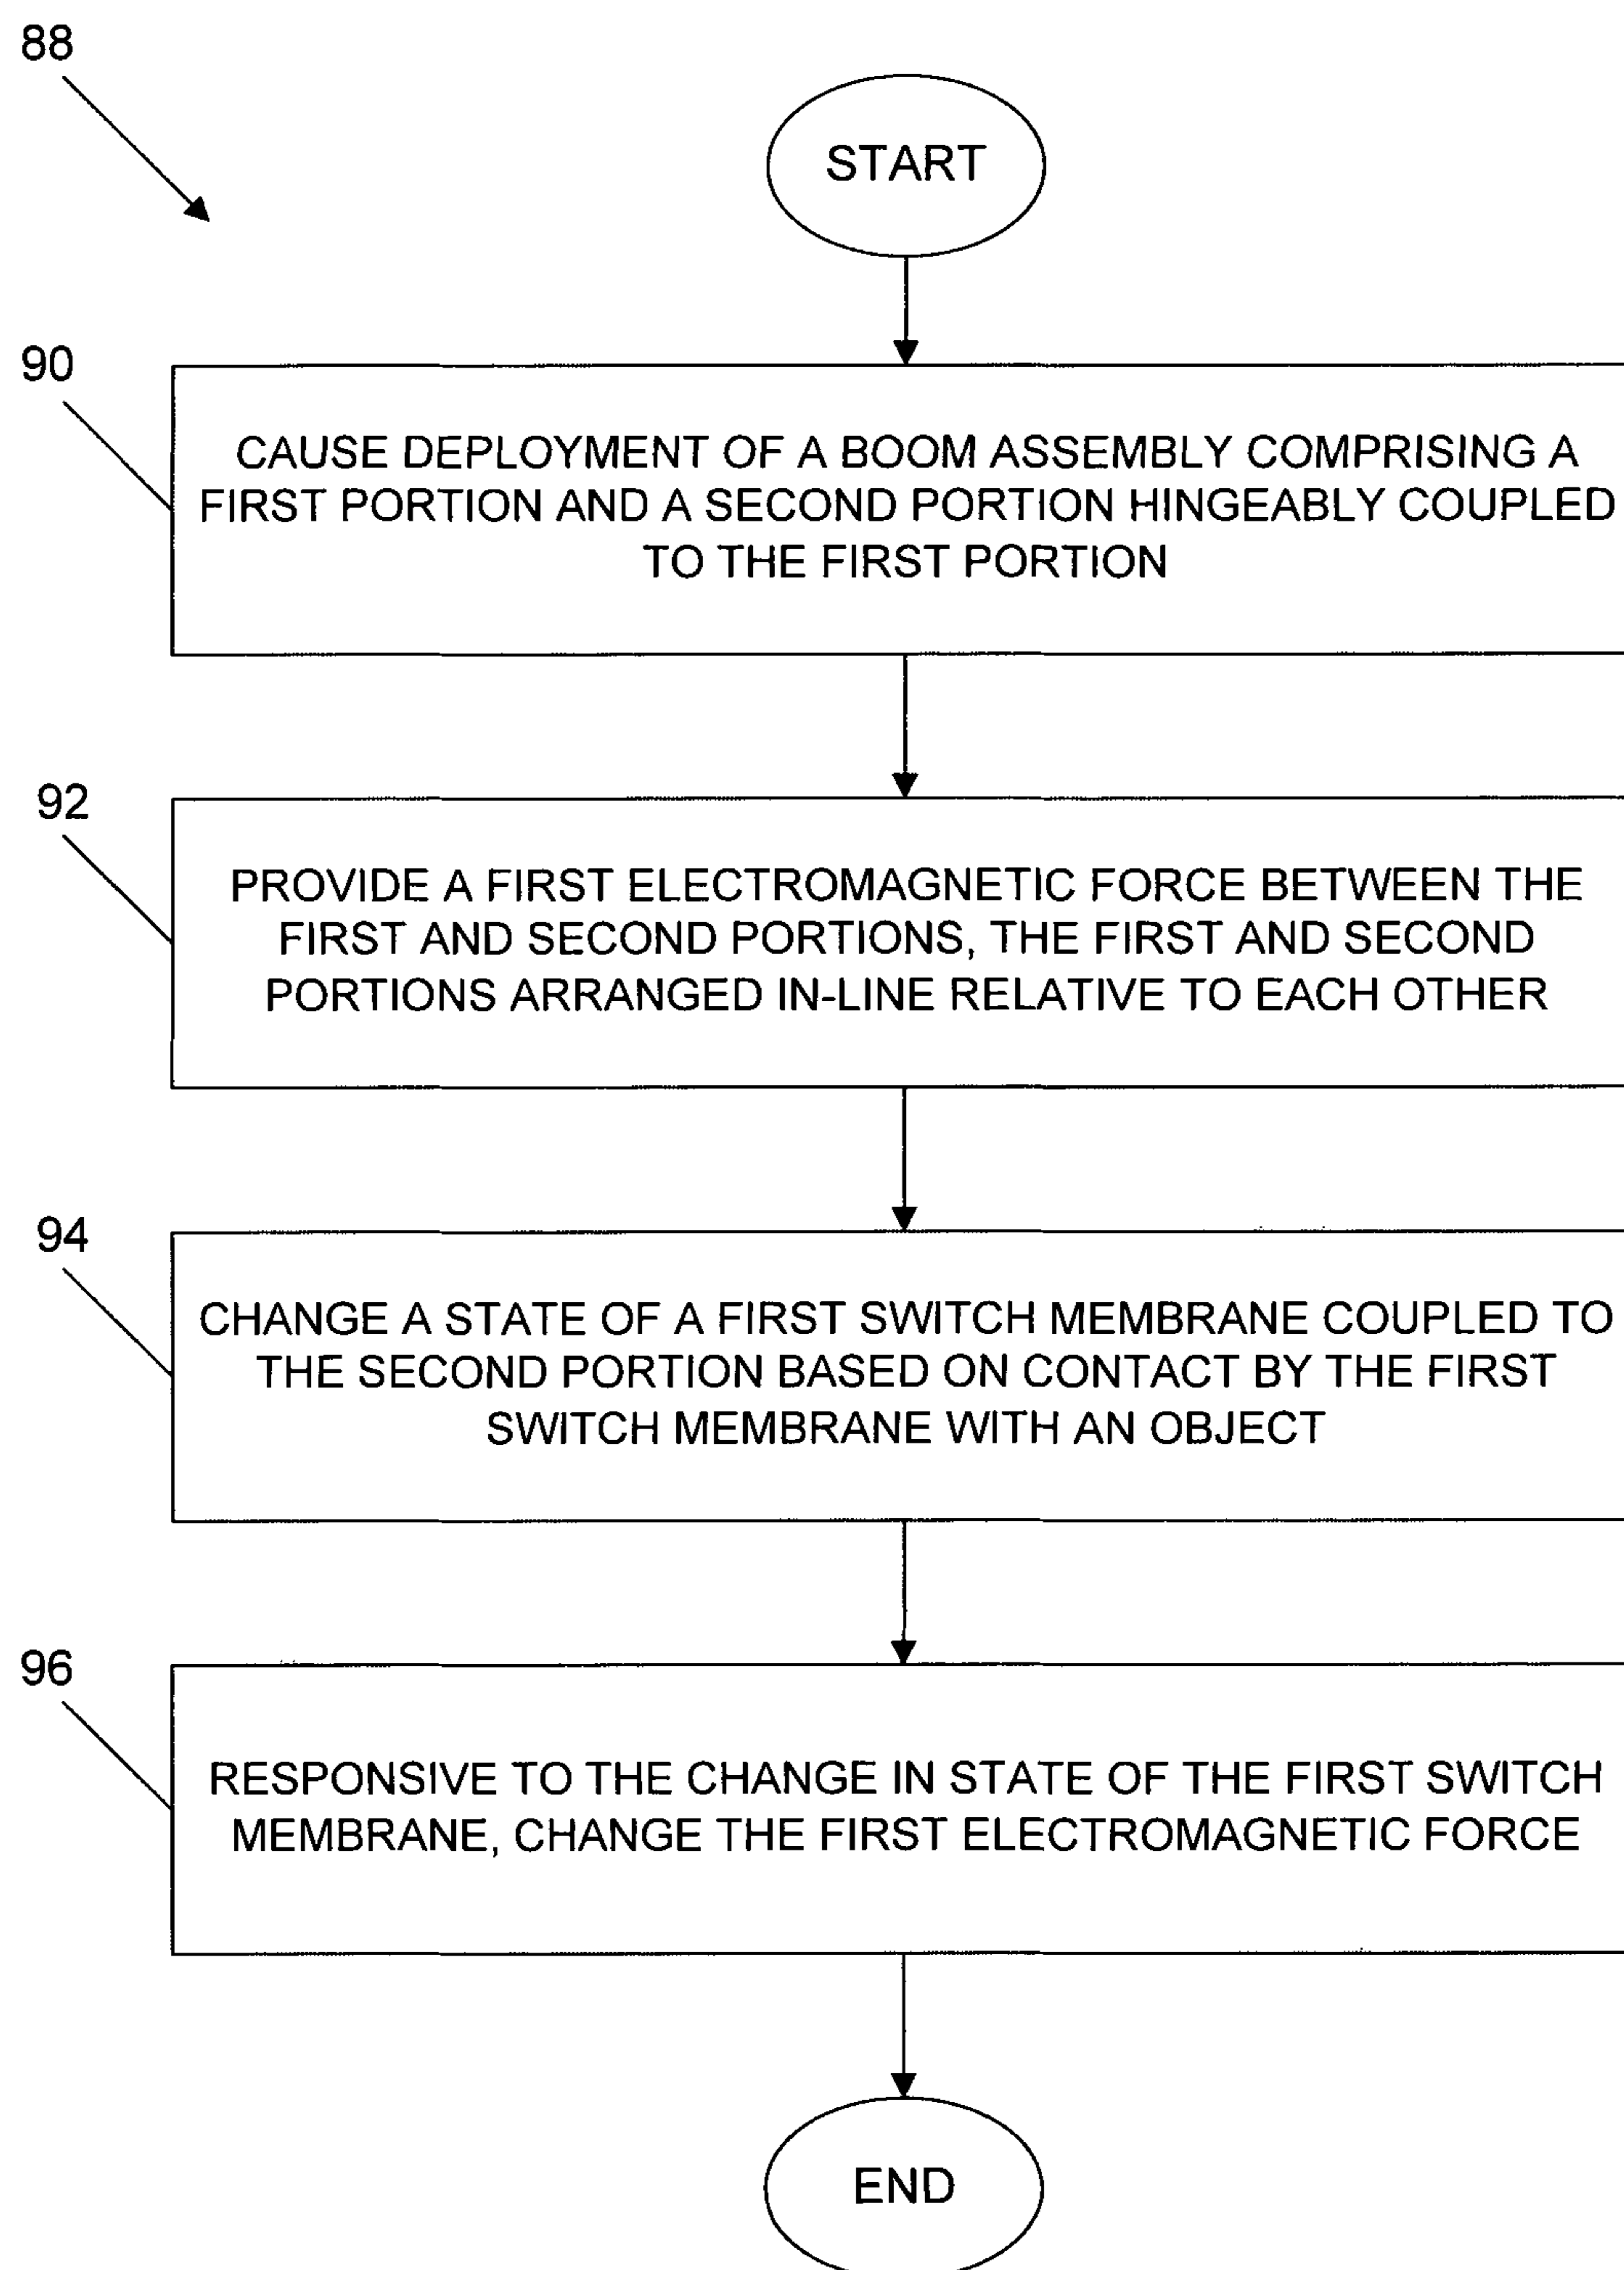 88
START
90
CAUSE DEPLOYMENT OF A BOOM ASSEMBLY COMPRISING A
FIRST PORTION AND A SECOND PORTION HINGEABLY COUPLED
TO THE FIRST PORTION
92
PROVIDE A FIRST ELECTROMAGNETIC FORCE BETWEEN THE
FIRST AND SECOND PORTIONS, THE FIRST AND SECOND
PORTIONS ARRANGED IN-LINE RELATIVE TO EACH OTHER
94
CHANGE A STATE OF A FIRST SWITCH MEMBRANE COUPLED TO
THE SECOND PORTION BASED ON CONTACT BY THE FIRST
SWITCH MEMBRANE WITH AN OBJECT
96
RESPONSIVE TO THE CHANGE IN STATE OF THE FIRST SWITCH
MEMBRANE, CHANGE THE FIRST ELECTROMAGNETIC FORCE
END